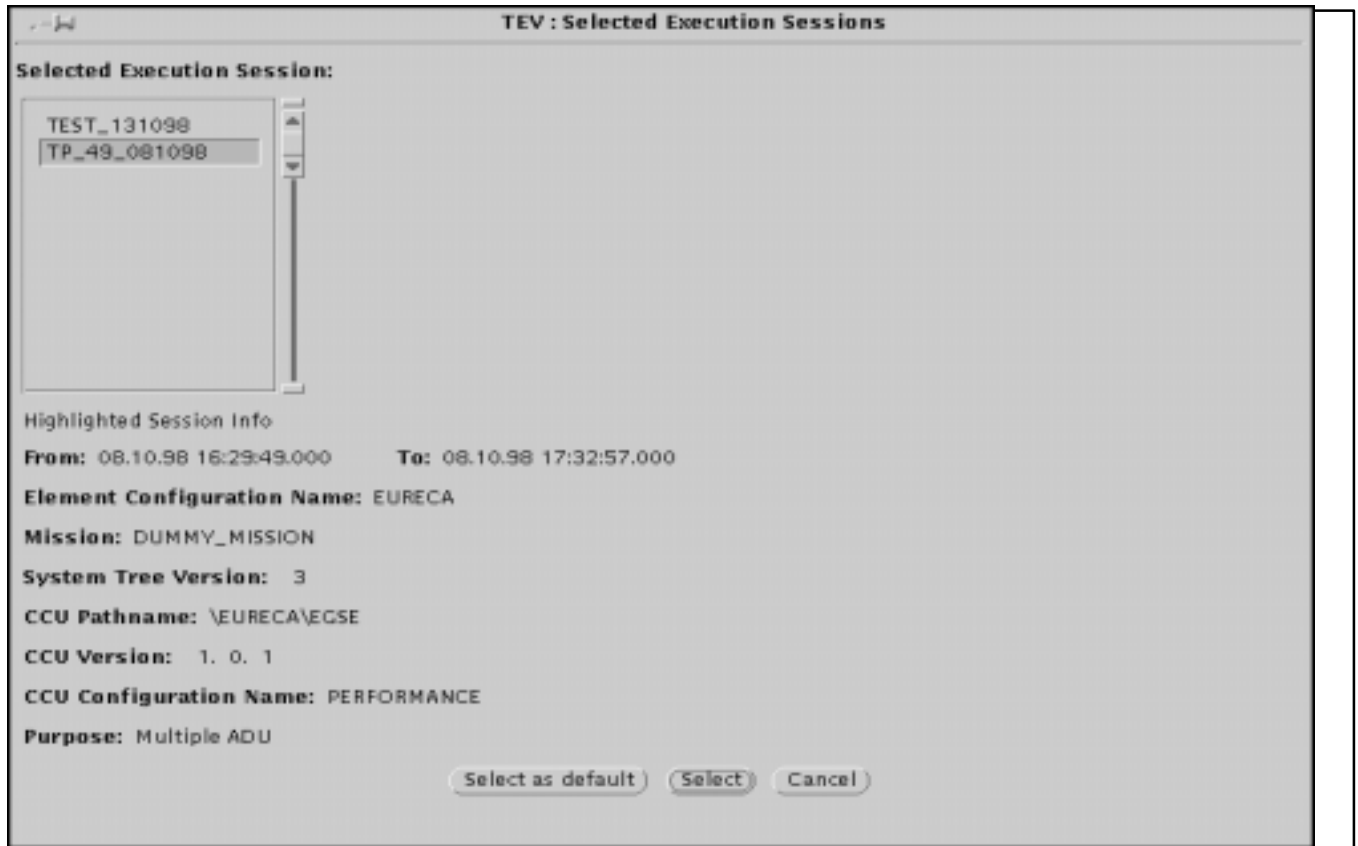 TEV : Selected Execution Sessions
Selected Execution Session:
TEST_131098
TP_49_081098
Highlighted Session Info
From: 08.10.98 16:29:49.000 To: 08.10.98 17:32:57.000
Element Configuration Name: EURECA
Mission: DUMMY_MISSION
System Tree Version: 3
CCU Pathname: \EURECA\EGSE
CCU Version: 1. 0. 1
CCU Configuration Name: PERFORMANCE
Purpose: Multiple ADU
Select as default Select Cancel